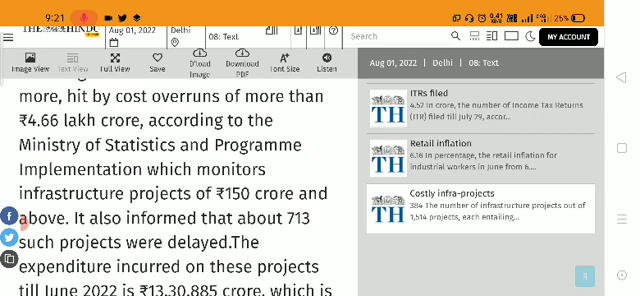 9:21
25%
THE HINDU
Aug 01, 2022
Delhi
08: Text
Search
MY ACCOUNT
Image View
Text View
Full View
Save
D'load Image
Download PDF
Font Size
Listen
Aug 01, 2022 | Delhi | 08: Text
more, hit by cost overruns of more than
₹4.66 lakh crore, according to the
Ministry of Statistics and Programme
Implementation which monitors
infrastructure projects of ₹150 crore and
above. It also informed that about 713
such projects were delayed.The
expenditure incurred on these projects
till June 2022 is ₹13,30,885 crore, which is
TH
ITRs filed
4.52 In crore, the number of Income Tax Returns
(ITR) filed till July 29, accor...
TH
Retail inflation
6.16 In percentage, the retail inflation for
industrial workers in June from 6....
TH
Costly infra-projects
384 The number of infrastructure projects out of
1,514 projects, each entailing...